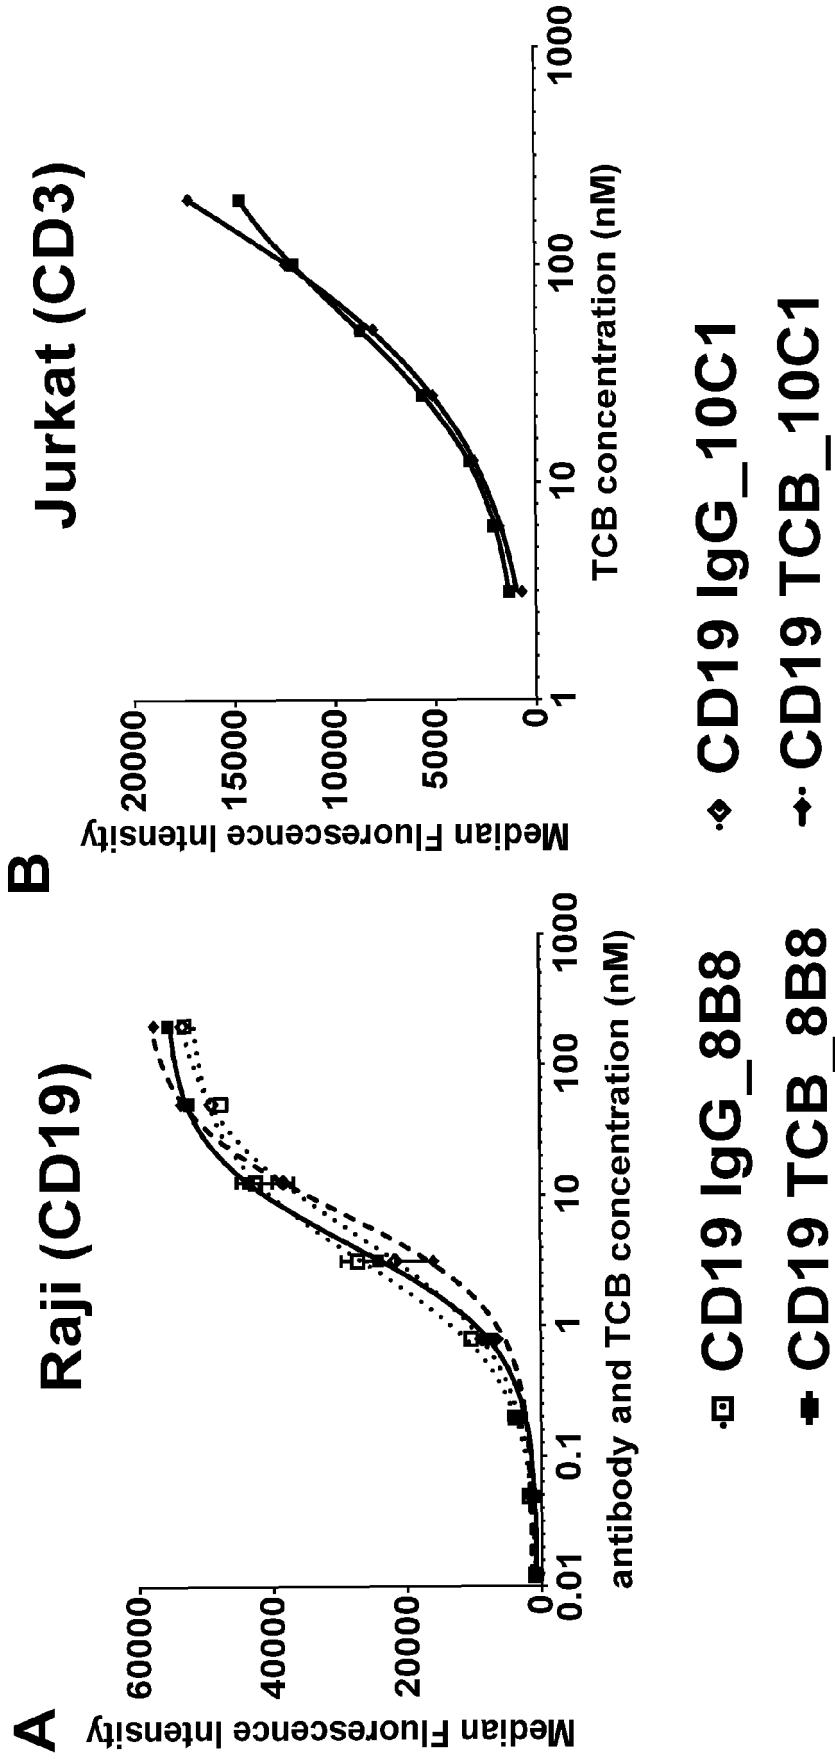 A
Raji (CD19)
Median Fluorescence Intensity
60000
40000
20000
0
0.01
0.1
1
10
100
1000
antibody and TCB concentration (nM)
B
Jurkat (CD3)
Median Fluorescence Intensity
20000
15000
10000
5000
0
1
10
100
1000
TCB concentration (nM)
CD19 IgG_8B8
CD19 IgG_10C1
CD19 TCB_8B8
CD19 TCB_10C1